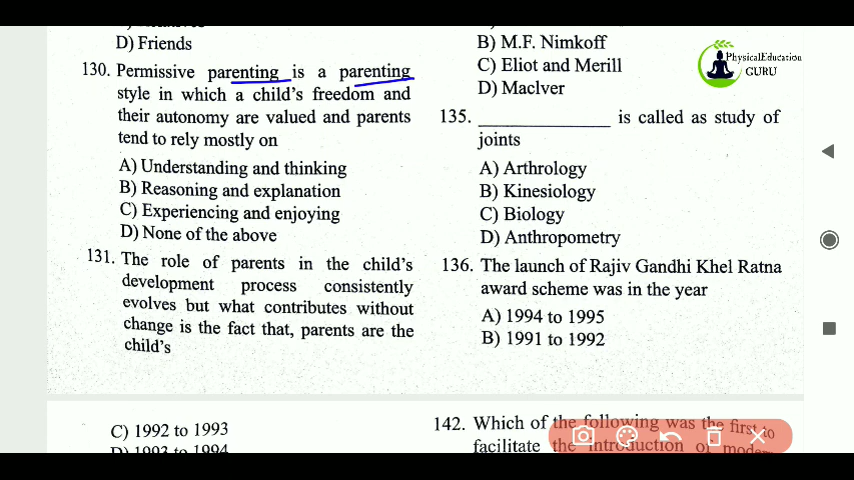 D) Friends
130. Permissive parenting is a parenting
style in which a child's freedom and
their autonomy are valued and parents
tend to rely mostly on
A) Understanding and thinking
B) Reasoning and explanation
C) Experiencing and enjoying
D) None of the above
131. The role of parents in the child's
development process consistently
evolves but what contributes without
change is the fact that, parents are the
child's
C) 1992 to 1993
D) 1993 to 1994
B) M.F. Nimkoff
C) Eliot and Merill
D) Maclver
135. ____________ is called as study of
joints
A) Arthrology
B) Kinesiology
C) Biology
D) Anthropometry
136. The launch of Rajiv Gandhi Khel Ratna
award scheme was in the year
A) 1994 to 1995
B) 1991 to 1992
142. Which of the following was the first to
facilitate the introduction of
PhysicalEducation
GURU